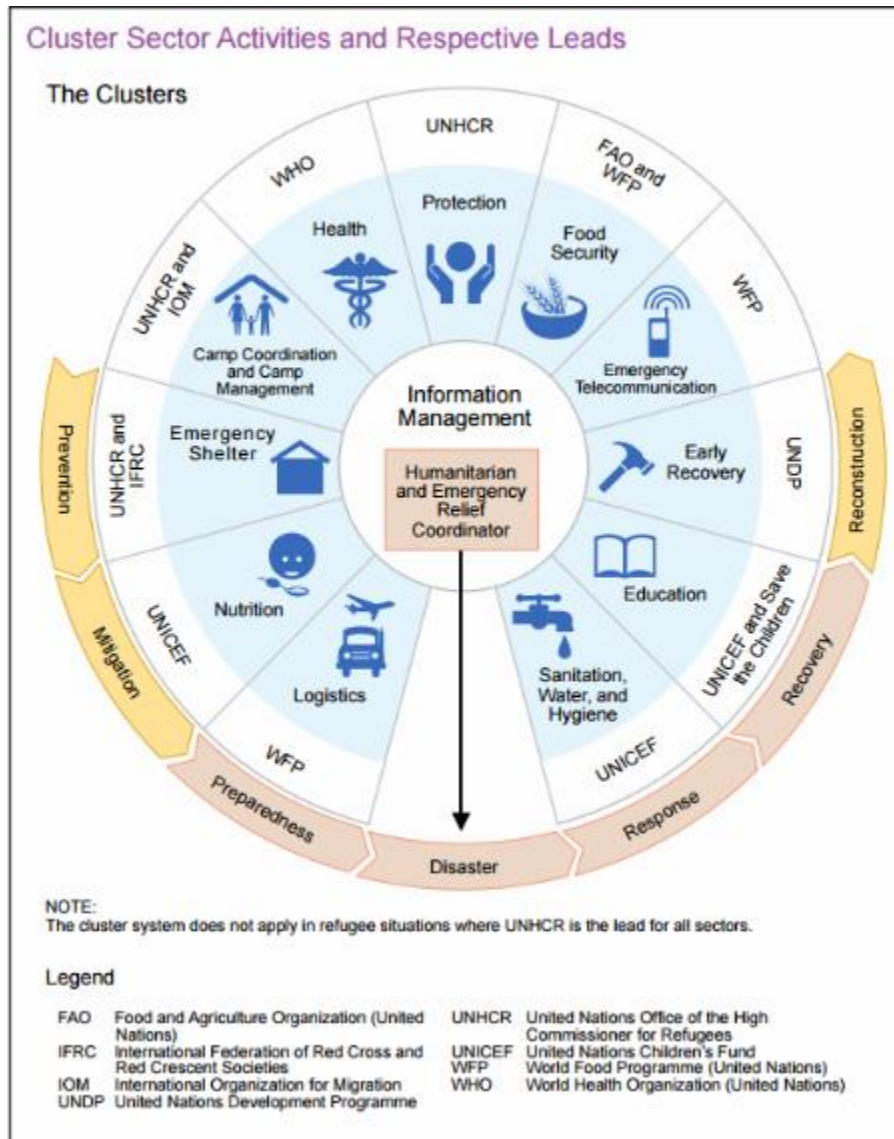 Cluster Sector Activities and Respective Leads
The Clusters
UNHCR
Protection
FAO and
WFP
Food
Security
WFP
Emergency
Telecommunication
UNDP
Early
Recovery
UNICEF and Save
the Children
Education
UNICEF
Sanitation,
Water, and
Hygiene
WFP
Logistics
UNICEF
Nutrition
UNHCR and
IFRC
Emergency
Shelter
UNHCR and
IOM
Camp Coordination
and Camp
Management
WHO
Health
Information
Management
Humanitarian
and Emergency
Relief
Coordinator
Prevention
Mitigation
Preparedness
Disaster
Response
Recovery
Reconstruction
NOTE:
The cluster system does not apply in refugee situations where UNHCR is the lead for all sectors.
Legend
FAO Food and Agriculture Organization (United
Nations)
IFRC International Federation of Red Cross and
Red Crescent Societies
IOM International Organization for Migration
UNDP United Nations Development Programme
UNHCR United Nations Office of the High
Commissioner for Refugees
UNICEF United Nations Children's Fund
WFP World Food Programme (United Nations)
WHO World Health Organization (United Nations)